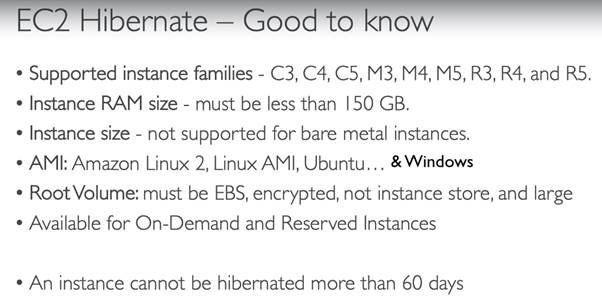 EC2 Hibernate – Good to know
• Supported instance families - C3, C4, C5, M3, M4, M5, R3, R4, and R5.
• Instance RAM size - must be less than 150 GB.
• Instance size - not supported for bare metal instances.
• AMI: Amazon Linux 2, Linux AMI, Ubuntu… & Windows
• Root Volume: must be EBS, encrypted, not instance store, and large
• Available for On-Demand and Reserved Instances
• An instance cannot be hibernated more than 60 days